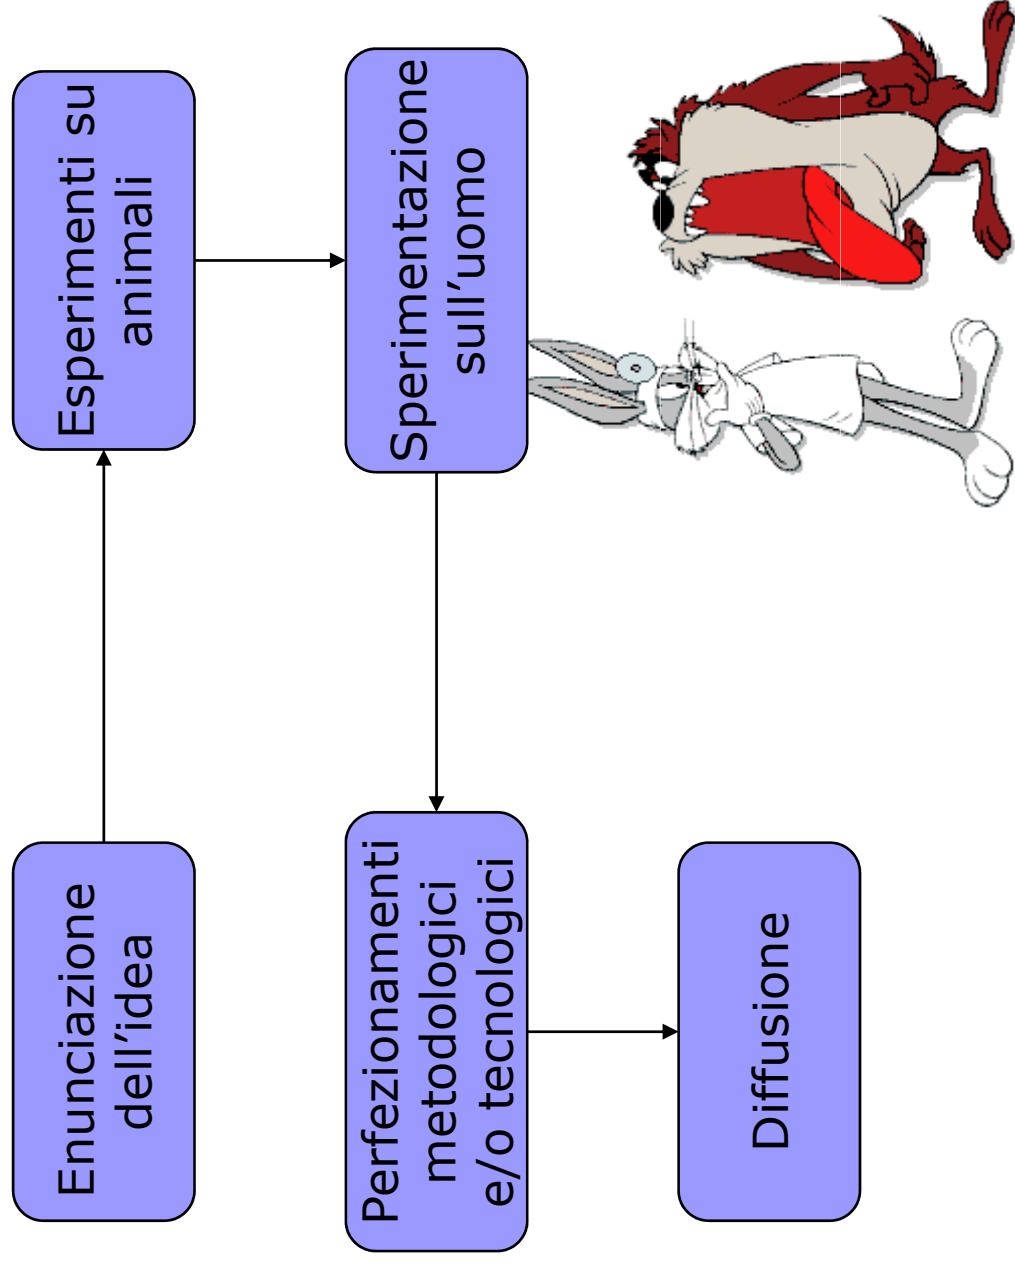 Enunciazione
dell’idea
Esperimenti su
animali
Sperimentazione
sull’uomo
Perfezionamenti
metodologici
e/o tecnologici
Diffusione